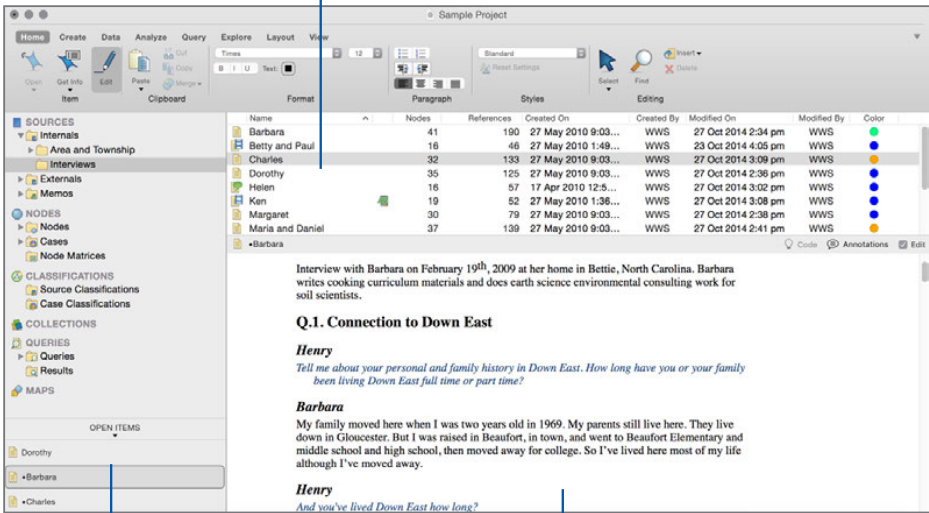 Sample Project
Home Create Data Analyze Query Explore Layout View
Open Get Info Edit Paste Cut Copy Merge
Times 12
B I U Text:
Standard
Reset Settings
Select Find Insert Delete
Item Clipboard Format Paragraph Styles Editing
SOURCES
Internals
Area and Township
Interviews
Externals
Memos
NODES
Nodes
Cases
Node Matrices
CLASSIFICATIONS
Source Classifications
Case Classifications
COLLECTIONS
QUERIES
Queries
Results
MAPS
OPEN ITEMS
Dorothy
•Barbara
•Charles
Name Nodes References Created On Created By Modified On Modified By Color
Barbara 41 190 27 May 2010 9:03... WWS 27 Oct 2014 2:34 pm WWS
Betty and Paul 16 46 27 May 2010 1:49... WWS 23 Oct 2014 4:05 pm WWS
Charles 32 133 27 May 2010 9:03... WWS 27 Oct 2014 3:09 pm WWS
Dorothy 35 125 27 May 2010 9:03... WWS 27 Oct 2014 2:36 pm WWS
Helen 16 57 17 Apr 2010 12:5... WWS 27 Oct 2014 3:02 pm WWS
Ken 19 52 27 May 2010 1:36... WWS 27 Oct 2014 3:08 pm WWS
Margaret 30 79 27 May 2010 9:03... WWS 27 Oct 2014 2:38 pm WWS
Maria and Daniel 37 139 27 May 2010 9:03... WWS 27 Oct 2014 2:41 pm WWS
•Barbara Code Annotations Edit
Interview with Barbara on February 19th, 2009 at her home in Bettie, North Carolina. Barbara
writes cooking curriculum materials and does earth science environmental consulting work for
soil scientists.
Q.1. Connection to Down East
Henry
Tell me about your personal and family history in Down East. How long have you or your family
been living Down East full time or part time?
Barbara
My family moved here when I was two years old in 1969. My parents still live here. They live
down in Gloucester. But I was raised in Beaufort, in town, and went to Beaufort Elementary and
middle school and high school, then moved away for college. So I've lived here most of my life
although I've moved away.
Henry
And you've lived Down East how long?